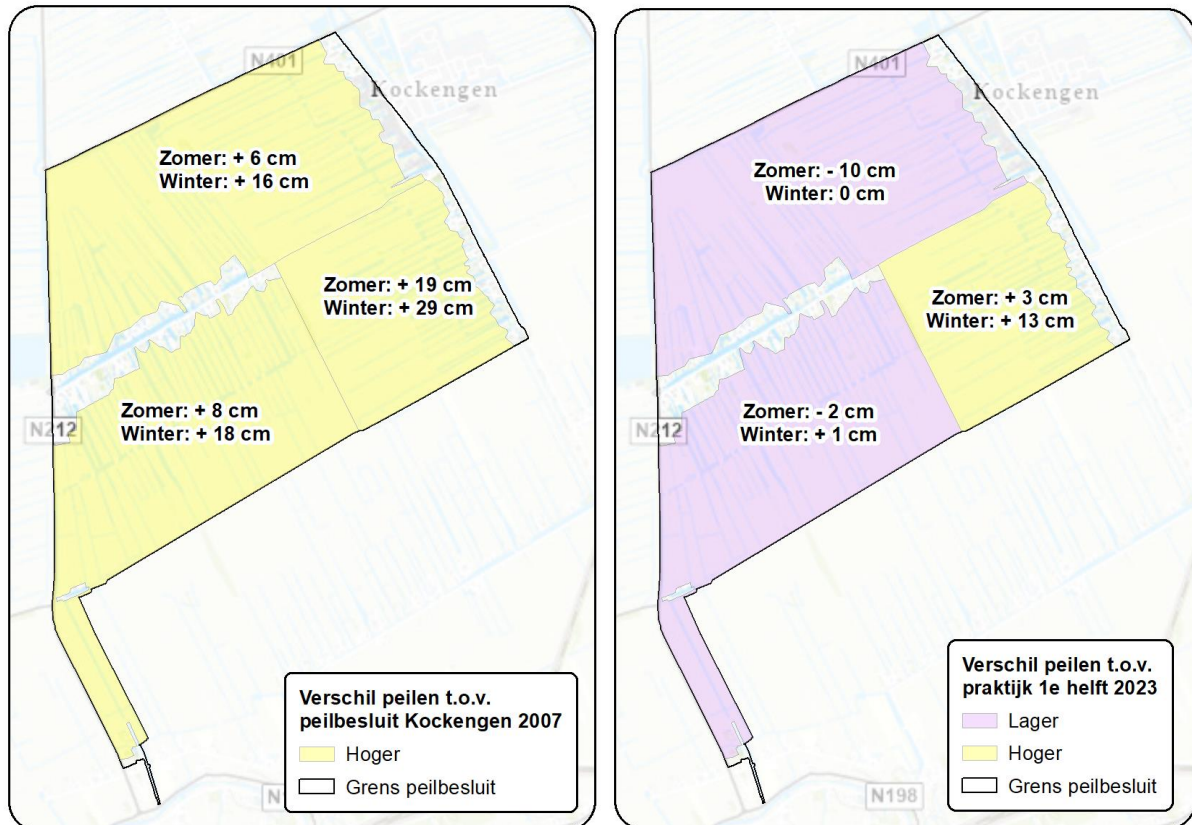 N401
Kockengen
Zomer: + 6 cm
Winter: + 16 cm
Zomer: + 19 cm
Winter: + 29 cm
Zomer: + 8 cm
Winter: + 18 cm
N212
Verschil peilen t.o.v.
peilbesluit Kockengen 2007
Hoger
Grens peilbesluit
N
N401
Kockengen
Zomer: - 10 cm
Winter: 0 cm
Zomer: + 3 cm
Winter: + 13 cm
Zomer: - 2 cm
Winter: + 1 cm
N212
Verschil peilen t.o.v.
praktijk 1e helft 2023
Lager
Hoger
Grens peilbesluit
N198